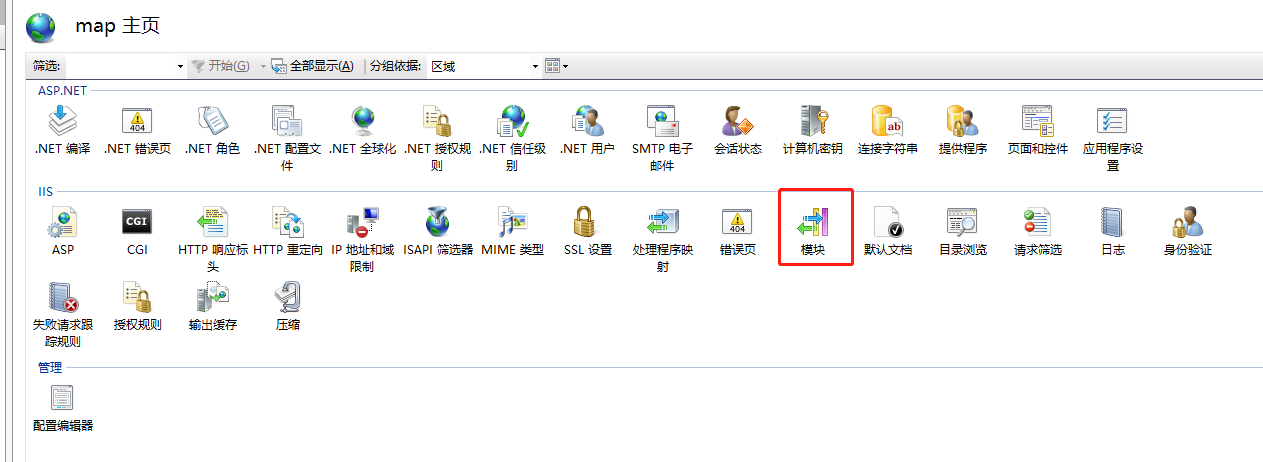 map 主页
筛选: 开始(G) 全部显示(A) 分组依据: 区域
ASP.NET
.NET 编译 .NET 错误页 .NET 角色 .NET 配置文 .NET 全球化 .NET 授权规 .NET 信任级 .NET 用户 SMTP 电子 会话状态 计算机密钥 连接字符串 提供程序 页面和控件 应用程序设
件 则 别 邮件 置
404
IIS
CGI
ab
404
ASP CGI HTTP 响应标 HTTP 重定向 IP 地址和域 ISAPI 筛选器 MIME 类型 SSL 设置 处理程序映 错误页 模块 默认文档 目录浏览 请求筛选 日志 身份验证
头 限制 射
失败请求跟 授权规则 输出缓存 压缩
踪规则
管理
配置编辑器